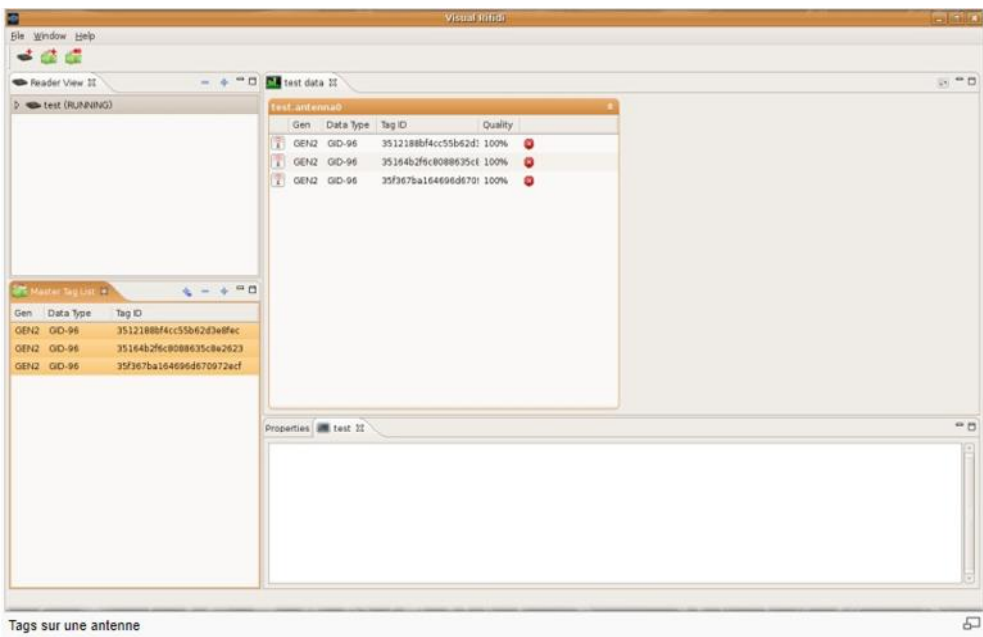 Visual Rifidi
File Window Help
Reader View
test (RUNNING)
test data
test.antenna0
Gen Data Type Tag ID Quality
GEN2 GID-96 3512188bf4cc55b62d3 100%
GEN2 GID-96 35164b2f6c8088635c8 100%
GEN2 GID-96 35f367ba164696d6709 100%
Master Tag List
Gen Data Type Tag ID
GEN2 GID-96 3512188bf4cc55b62d3e8fec
GEN2 GID-96 35164b2f6c8088635c8e2623
GEN2 GID-96 35f367ba164696d670972ecf
Properties test
Tags sur une antenne